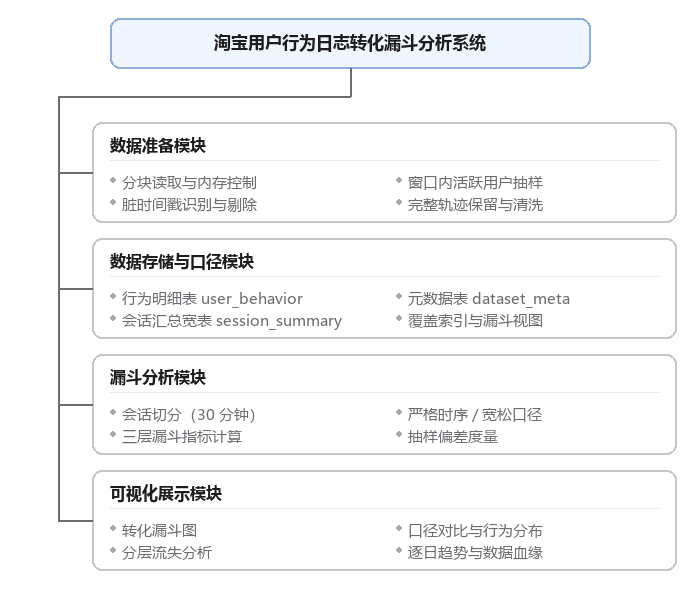 淘宝用户行为日志转化漏斗分析系统
数据准备模块
分块读取与内存控制
窗口内活跃用户抽样
脏时间戳识别与剔除
完整轨迹保留与清洗
数据存储与口径模块
行为明细表 user_behavior
元数据表 dataset_meta
会话汇总宽表 session_summary
覆盖索引与漏斗视图
漏斗分析模块
会话切分（30 分钟）
严格时序 / 宽松口径
三层漏斗指标计算
抽样偏差度量
可视化展示模块
转化漏斗图
口径对比与行为分布
分层流失分析
逐日趋势与数据血缘